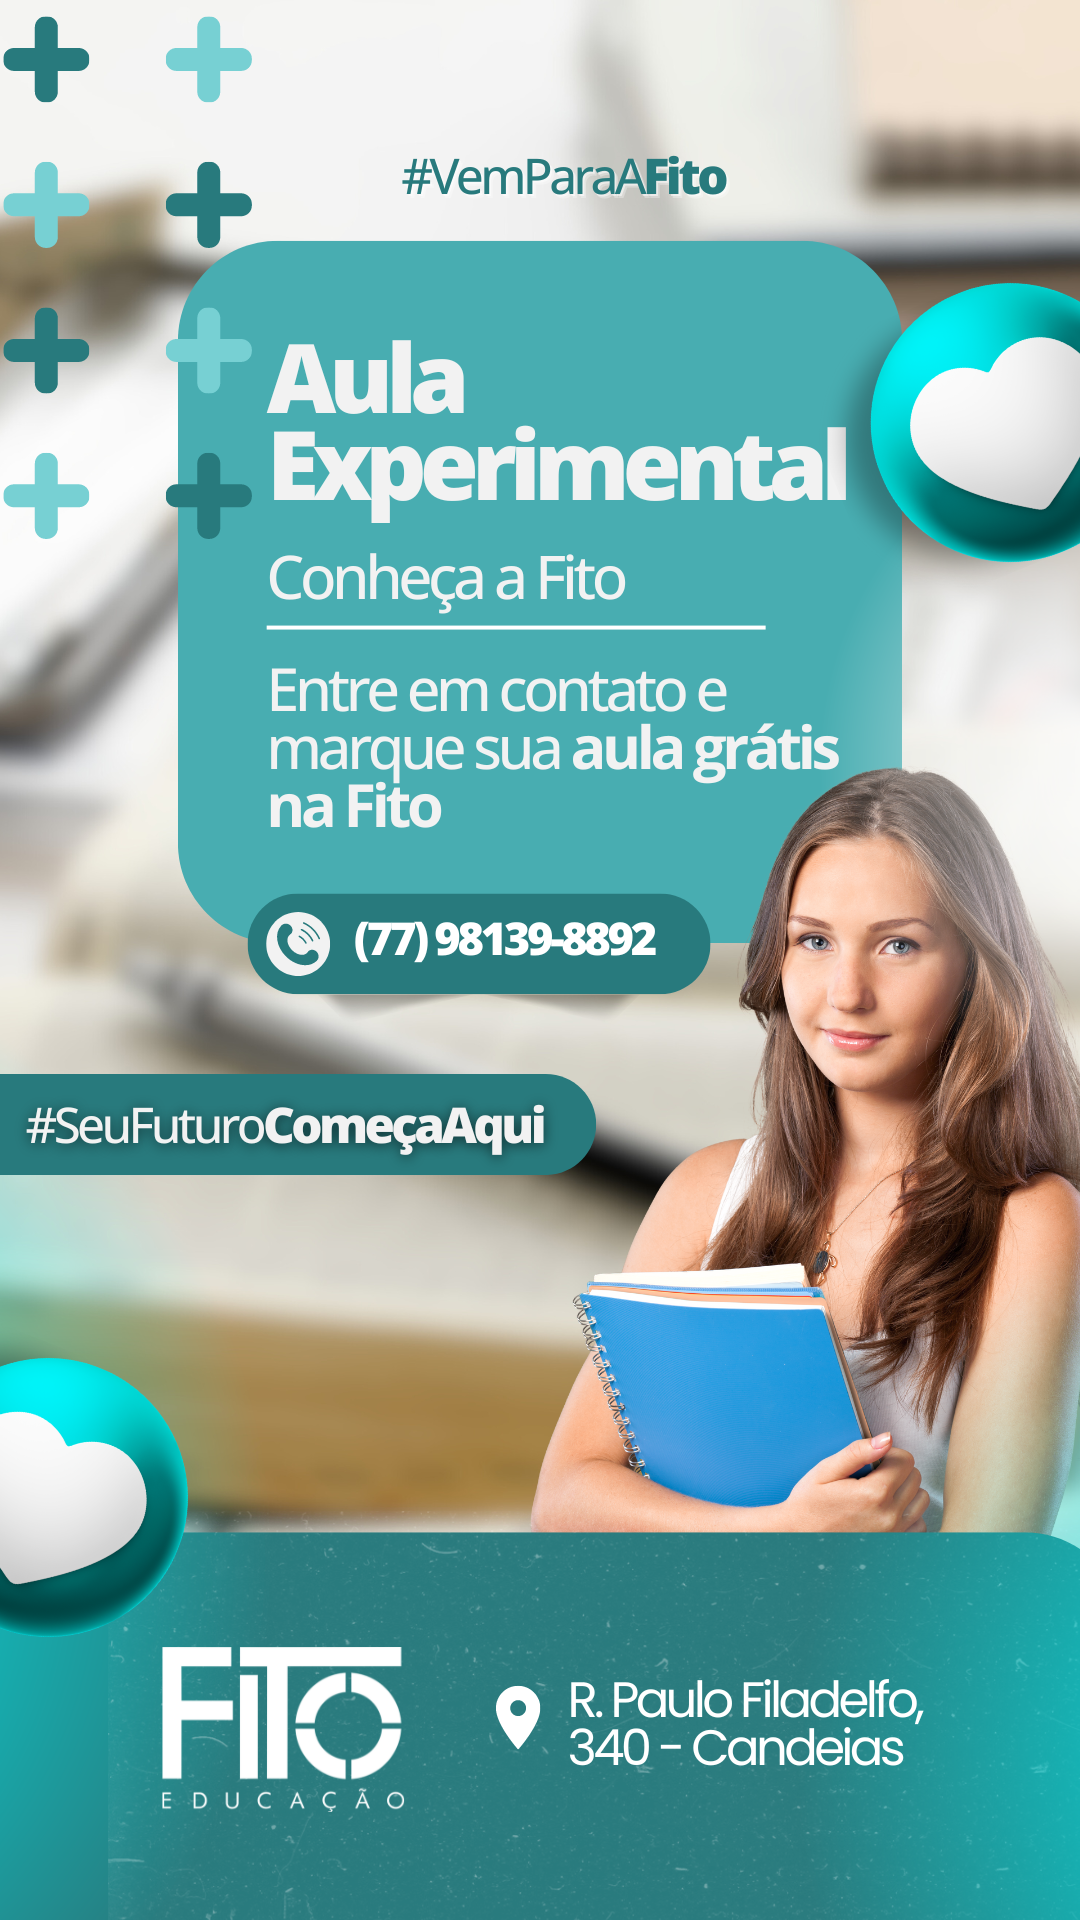 #VemParaAFito
Aula
Experimental
Conheça a Fito
Entre em contato e
marque sua aula grátis
na Fito
(77) 98139-8892
#SeuFuturoComeçaAqui
FiTO
EDUCAÇÃO
R. Paulo Filadelfo,
340 - Candeias